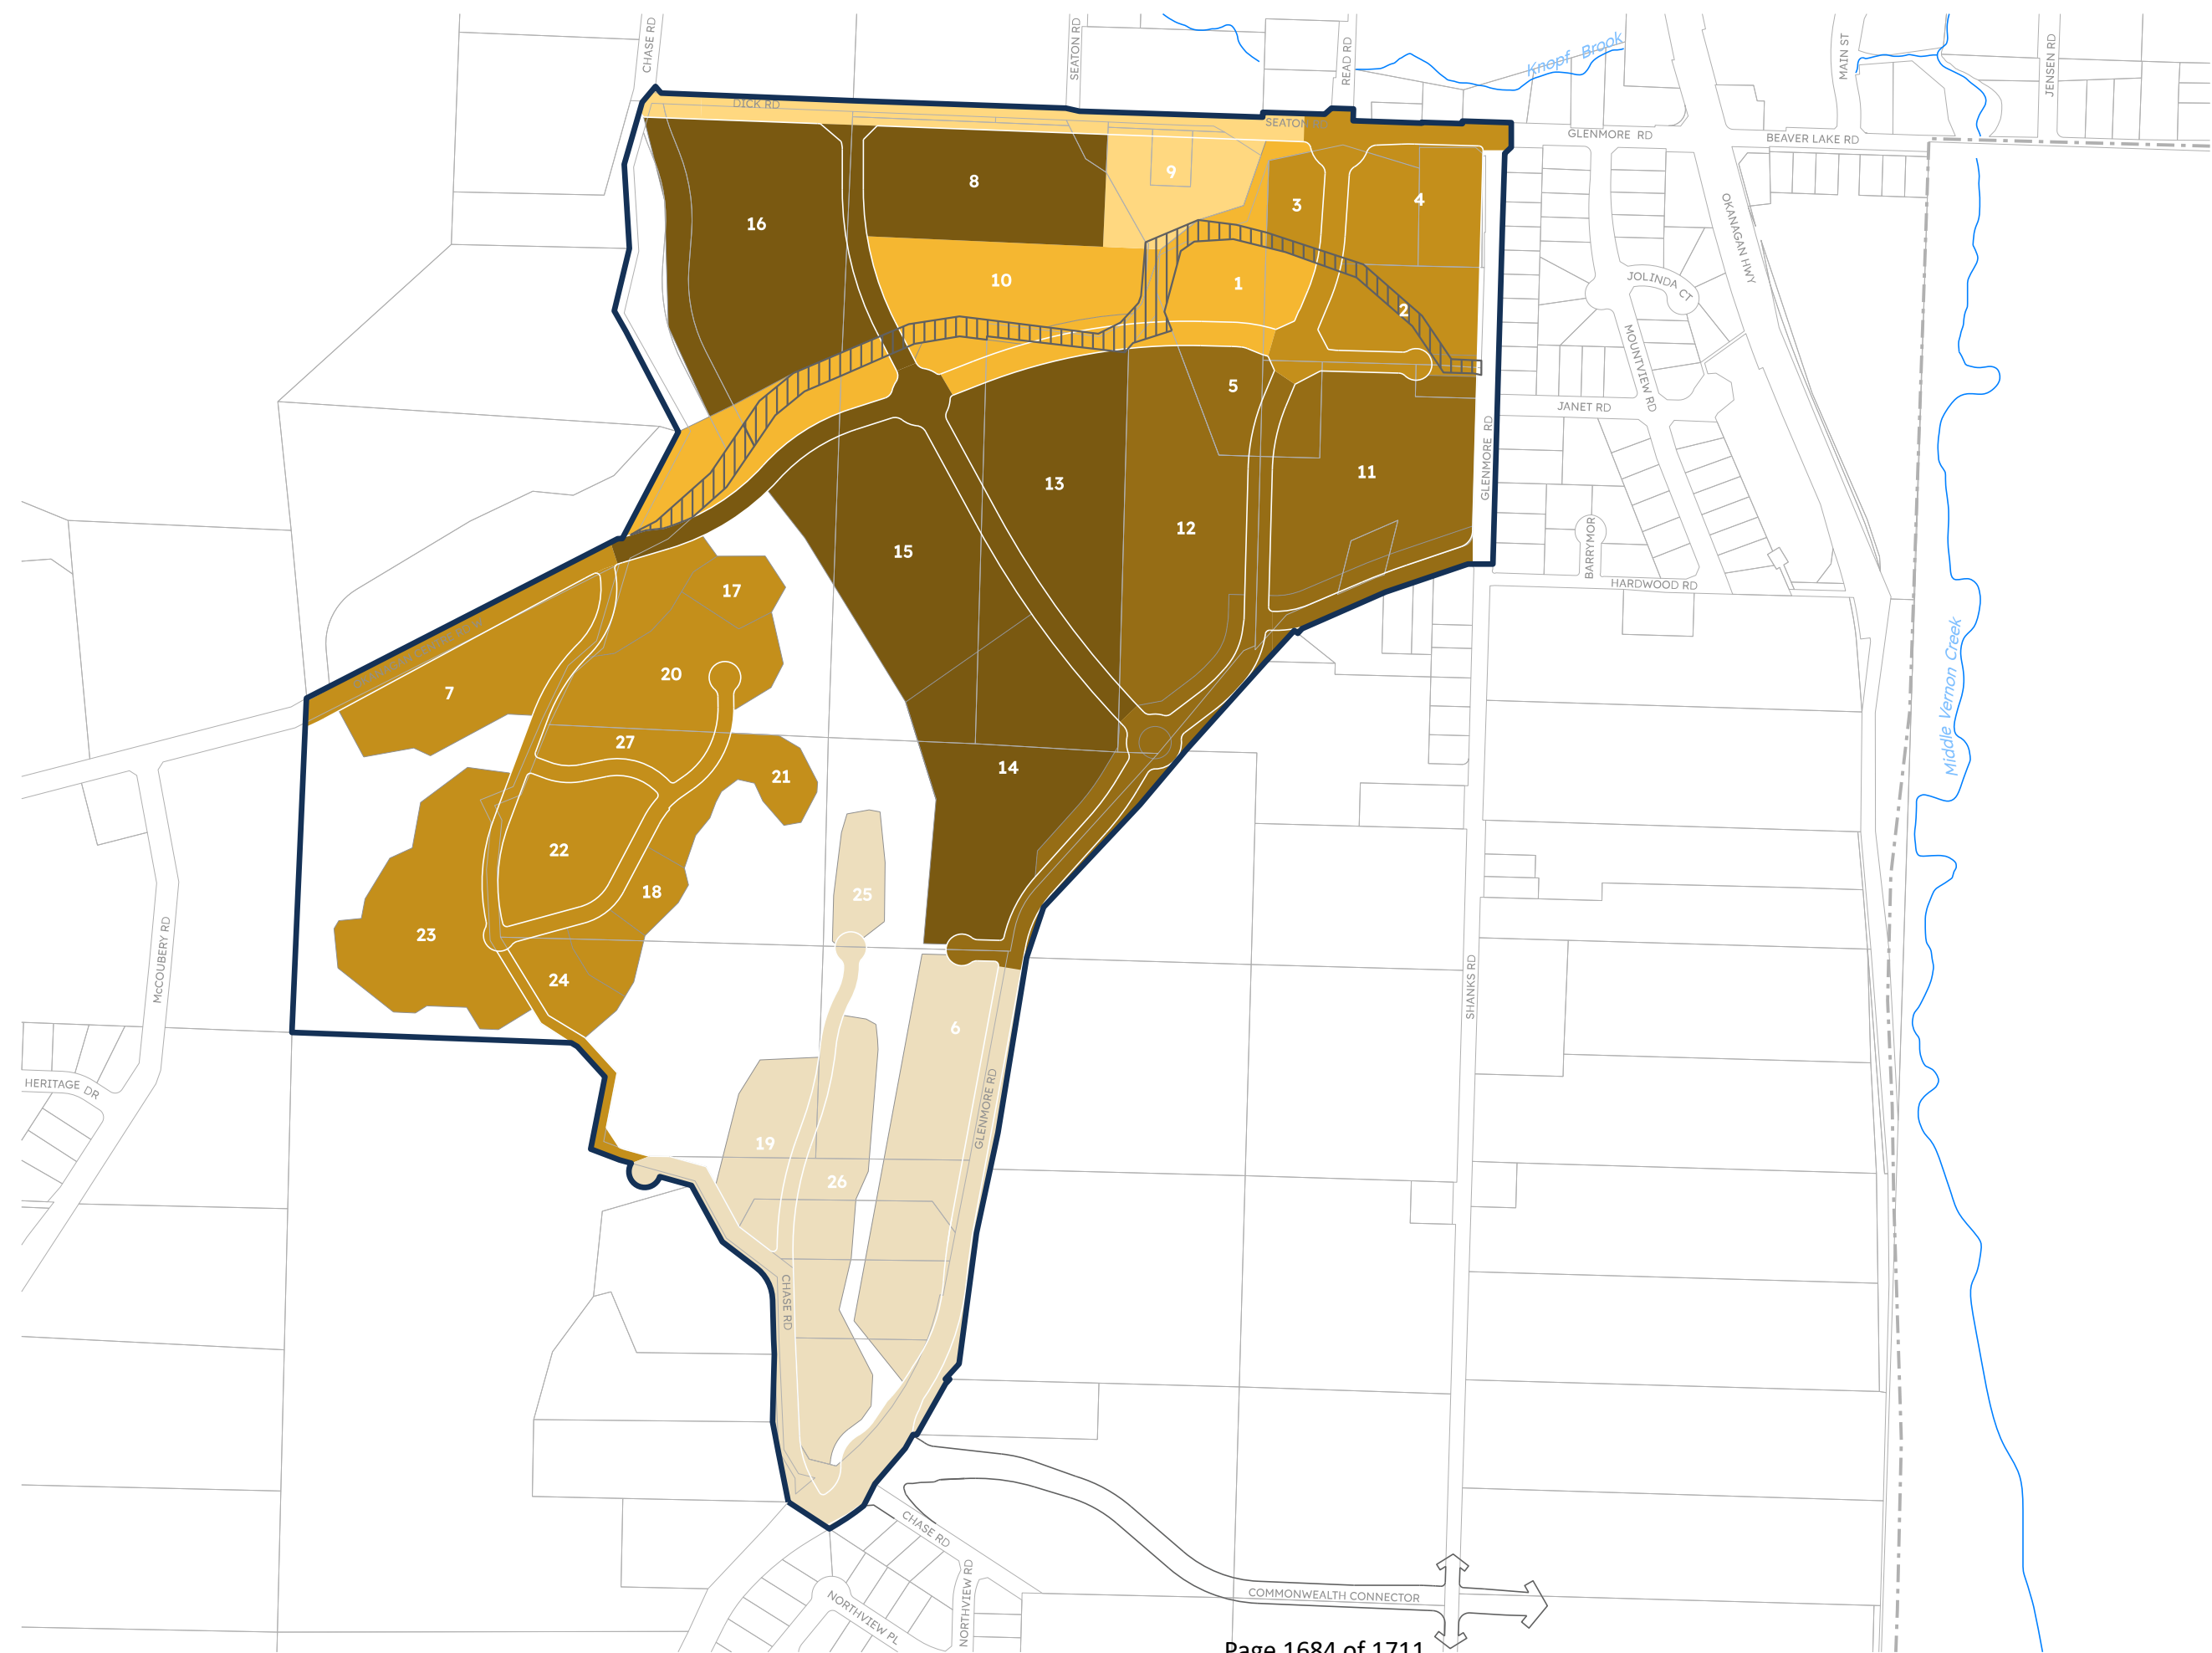 CHASE RD
SEATON RD
READ RD
Knopf Brook
MAIN ST
JENSEN RD
DICK RD
SEATON
GLENMORE RD
BEAVER LAKE RD
9
8
16
3
4
OKANAGAN HWY
10
1
JOLINDA CT
2
MOUNTVIEW RD
5
JANET RD
GLENMORE RD
13
11
12
15
BARRYMOR
HARDWOOD RD
17
20
7
Middle Vernon Creek
27
14
21
22
18
25
23
24
McCOUBERY RD
SHANKS RD
6
HERITAGE DR
GLENMORE RD
19
26
CHASE RD
CHASE RD
NORTHVIEW RD
NORTHVIEW PL
COMMONWEALTH CONNECTOR
Page 1684 of 1711